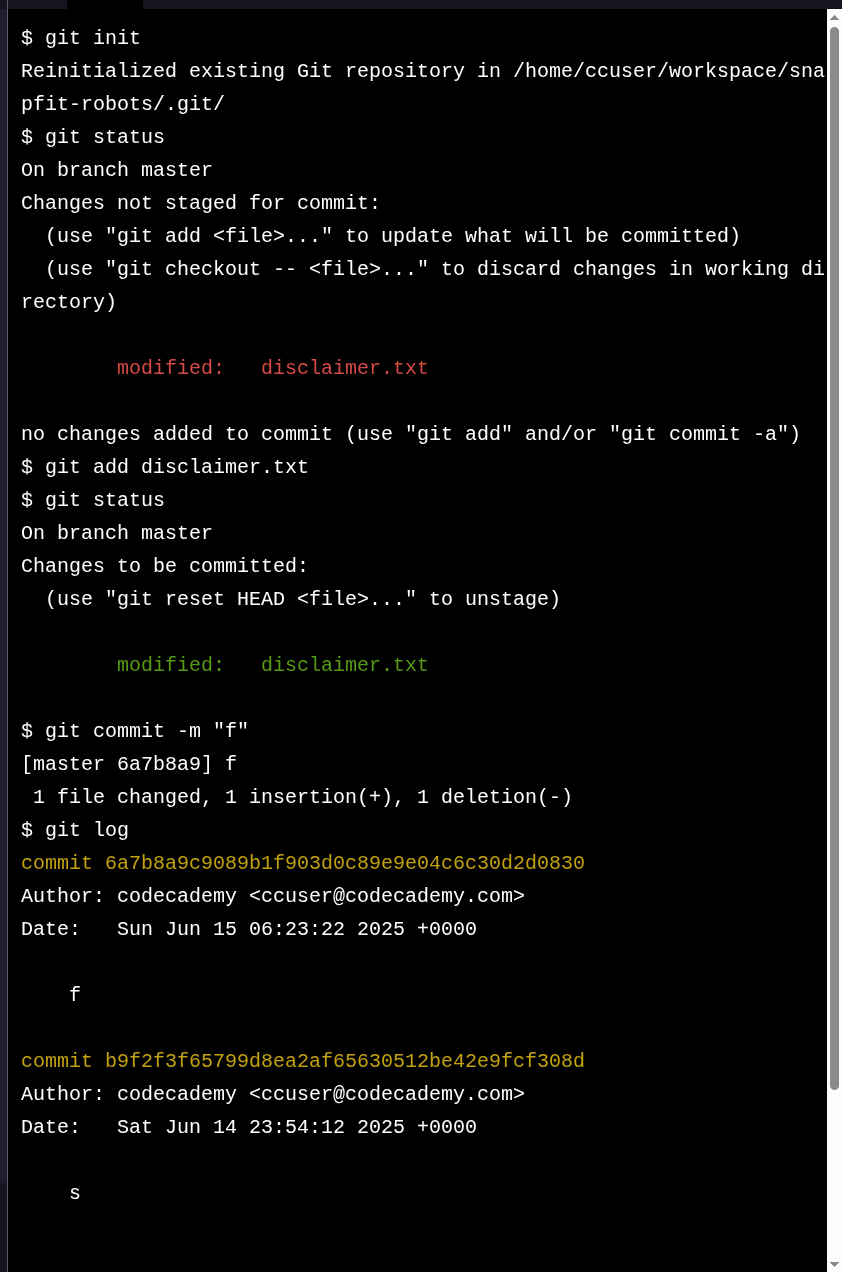 $ git init
Reinitialized existing Git repository in /home/ccuser/workspace/sna
pfit-robots/.git/
$ git status
On branch master
Changes not staged for commit:
  (use "git add <file>..." to update what will be committed)
  (use "git checkout -- <file>..." to discard changes in working di
rectory)

        modified:   disclaimer.txt

no changes added to commit (use "git add" and/or "git commit -a")
$ git add disclaimer.txt
$ git status
On branch master
Changes to be committed:
  (use "git reset HEAD <file>..." to unstage)

        modified:   disclaimer.txt

$ git commit -m "f"
[master 6a7b8a9] f
 1 file changed, 1 insertion(+), 1 deletion(-)
$ git log
commit 6a7b8a9c9089b1f903d0c89e9e04c6c30d2d0830
Author: codecademy <ccuser@codecademy.com>
Date:   Sun Jun 15 06:23:22 2025 +0000

    f

commit b9f2f3f65799d8ea2af65630512be42e9fcf308d
Author: codecademy <ccuser@codecademy.com>
Date:   Sat Jun 14 23:54:12 2025 +0000

    s